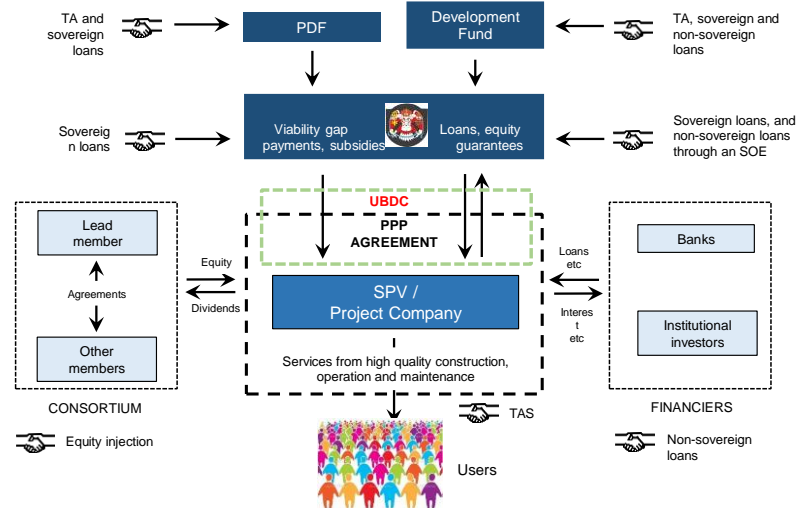 TA and
sovereign
loans
PDF
Development
Fund
TA, sovereign and
non-sovereign
loans
Sovereig
n loans
Viability gap
payments, subsidies
Loans, equity
guarantees
Sovereign loans, and
non-sovereign loans
through an SOE
UBDC
PPP
AGREEMENT
Lead
member
Agreements
Other
members
Equity
Dividends
SPV /
Project Company
Loans
etc
Interes
t
etc
Banks
Institutional
investors
Services from high quality construction,
operation and maintenance
CONSORTIUM
TAS
FINANCIERS
Equity injection
Users
Non-sovereign
loans